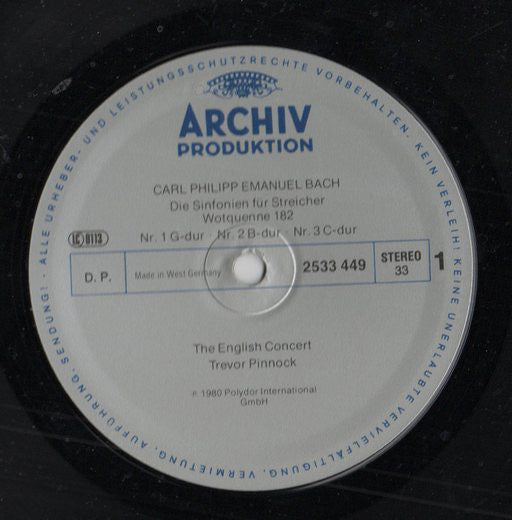 ALLE URHEBER- UND LEISTUNGSSCHUTZRECHTE VORBEHALTEN. KEIN VERLEIH! KEINE UNERLAUBTE VERVIELFÄLTIGUNG, VERMIETUNG, AUFFÜHRUNG, SENDUNG! ·
ARCHIV
PRODUKTION
CARL PHILIPP EMANUEL BACH
Die Sinfonien für Streicher
Wotquenne 182
Nr. 1 G-dur · Nr. 2 B-dur · Nr. 3 C-dur
LC 0113
D. P.
Made in West Germany
2533 449
STEREO
33
1
The English Concert
Trevor Pinnock
℗ 1980 Polydor International
GmbH